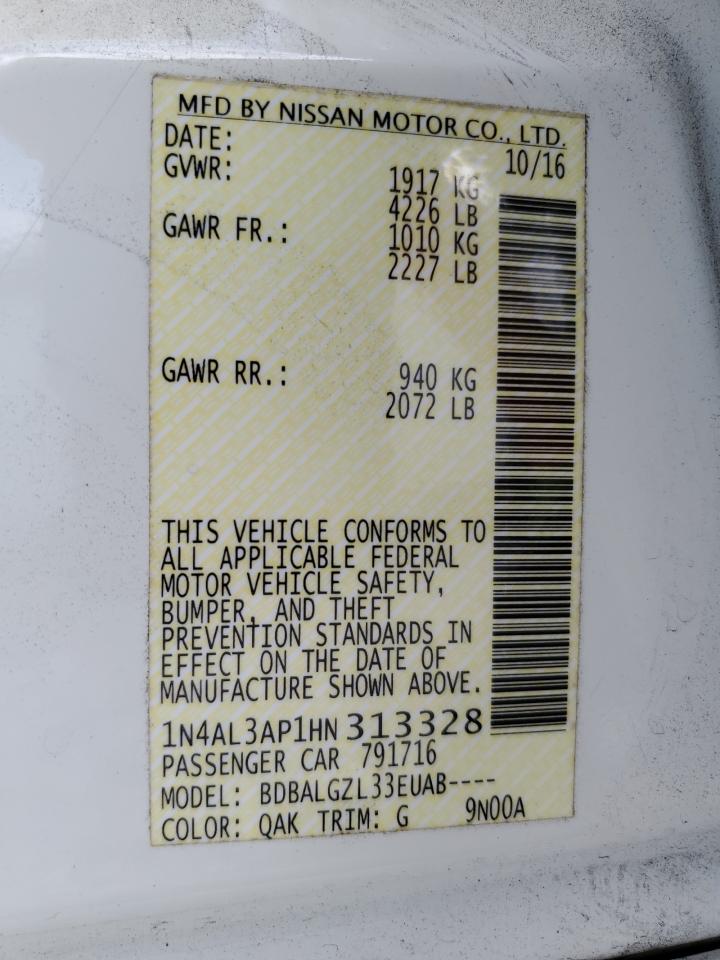 MFD BY NISSAN MOTOR CO., LTD.
DATE: 10/16
GVWR: 1917 KG
4226 LB
GAWR FR.: 1010 KG
2227 LB
GAWR RR.: 940 KG
2072 LB
THIS VEHICLE CONFORMS TO
ALL APPLICABLE FEDERAL
MOTOR VEHICLE SAFETY,
BUMPER, AND THEFT
PREVENTION STANDARDS IN
EFFECT ON THE DATE OF
MANUFACTURE SHOWN ABOVE.
1N4AL3AP1HN 313328
PASSENGER CAR 791716
MODEL: BDBALGZL33EUAB----
COLOR: QAK TRIM: G 9N00A